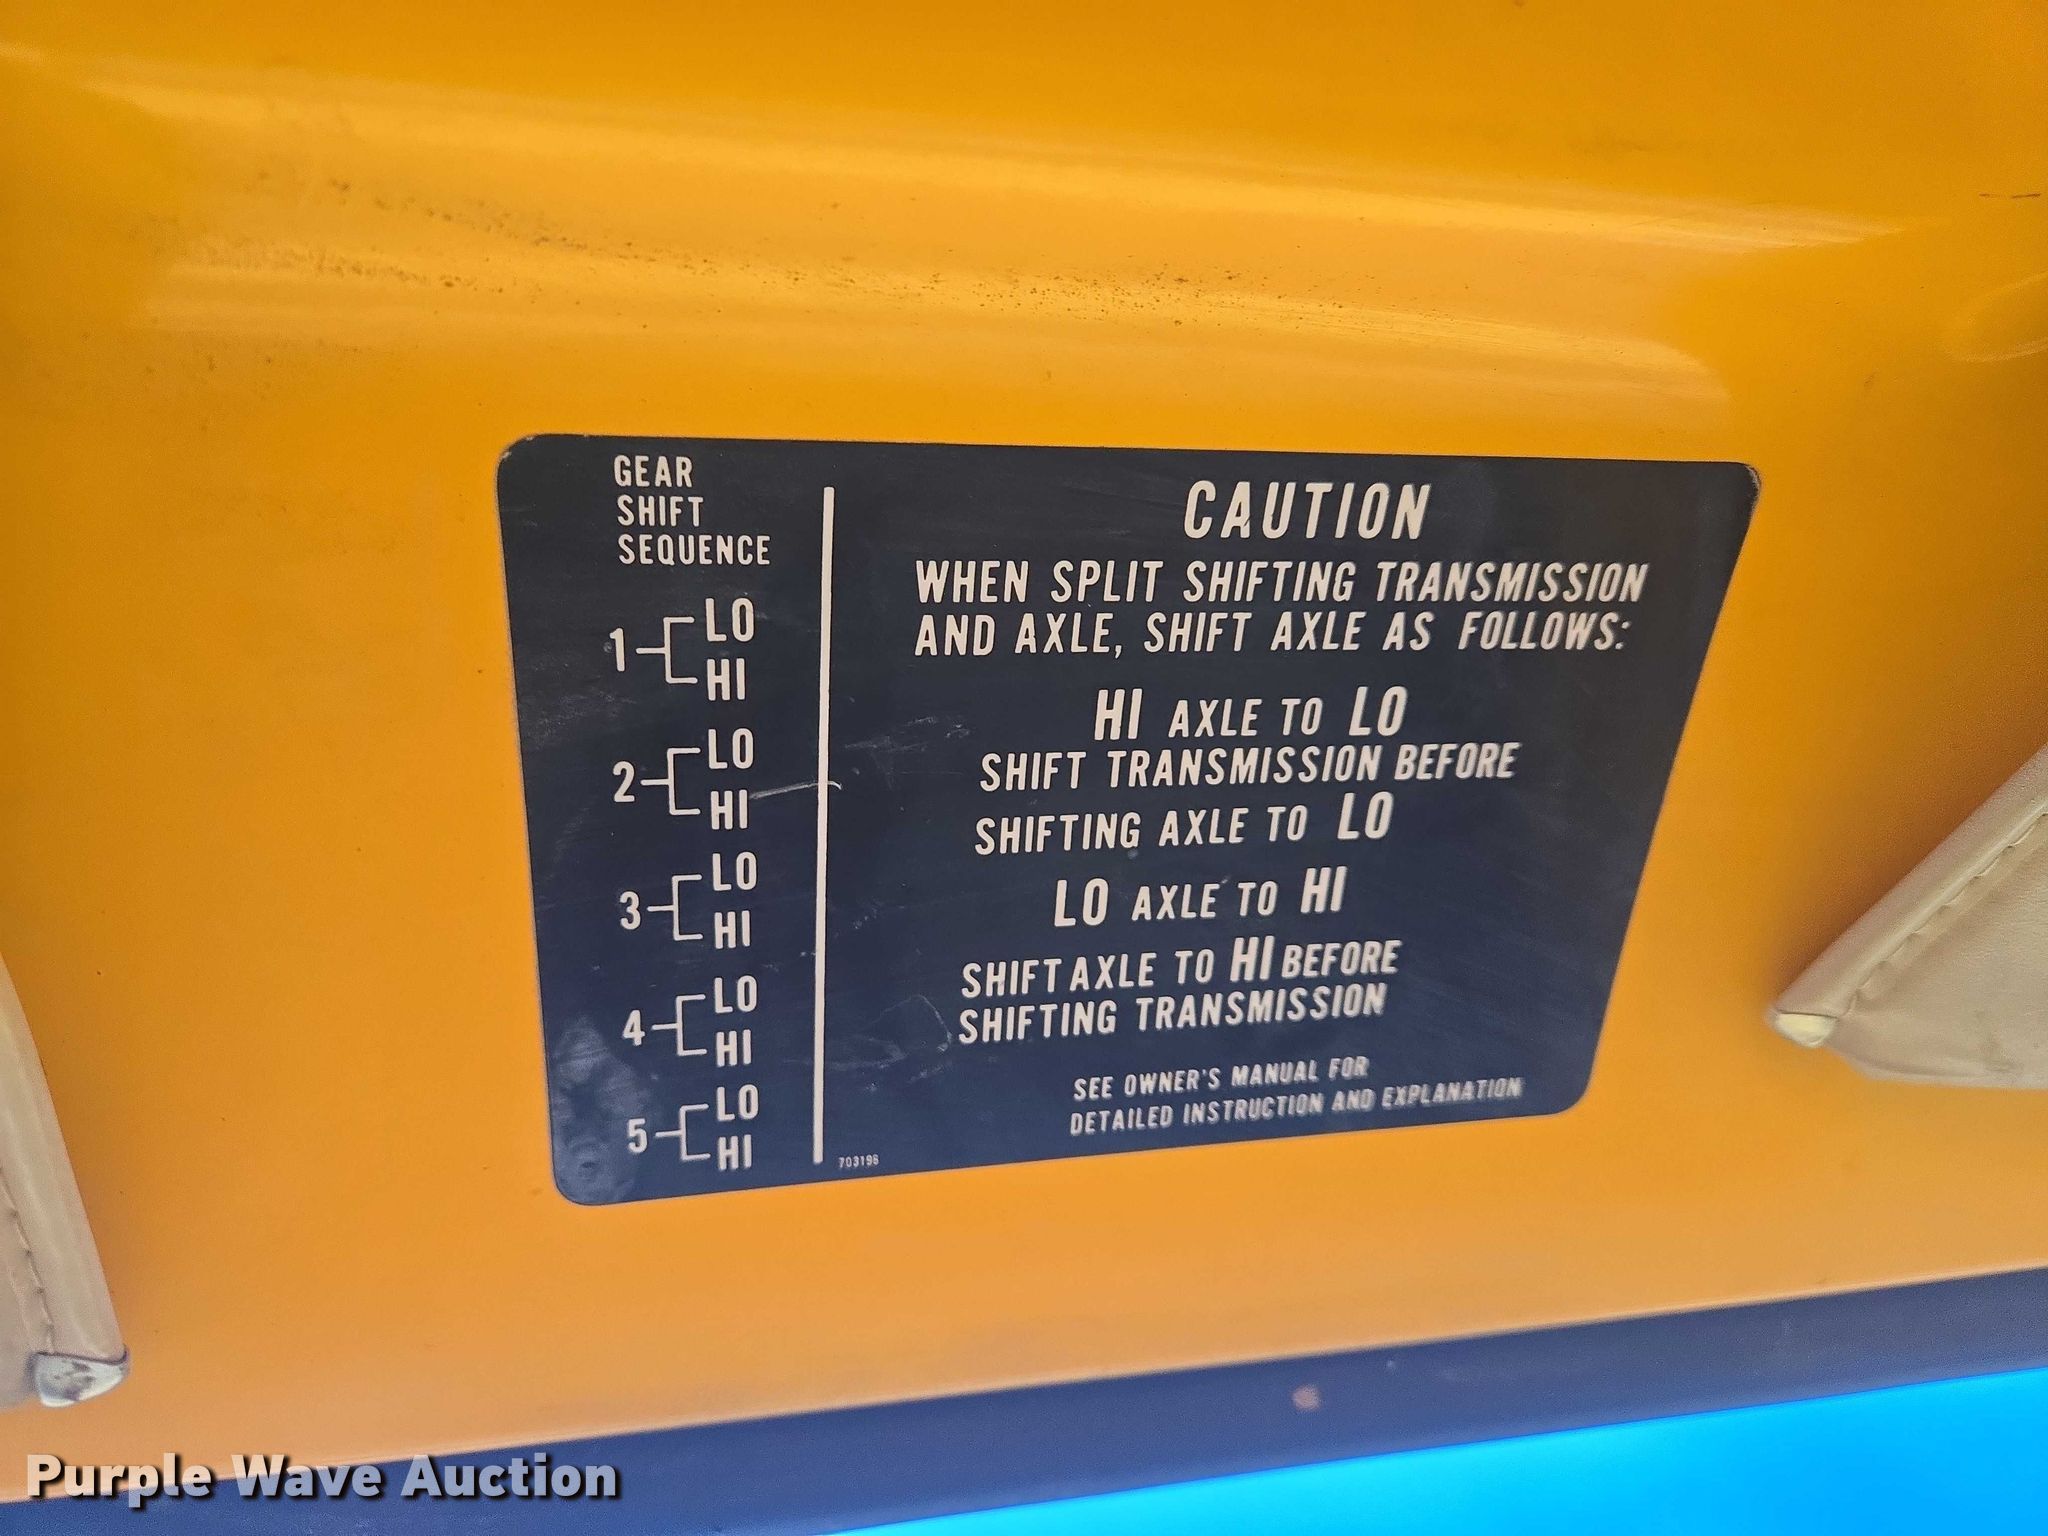 GEAR
SHIFT
SEQUENCE
1 LO
HI
2 LO
HI
3 LO
HI
4 LO
HI
5 LO
HI
CAUTION
WHEN SPLIT SHIFTING TRANSMISSION
AND AXLE, SHIFT AXLE AS FOLLOWS:
HI AXLE TO LO
SHIFT TRANSMISSION BEFORE
SHIFTING AXLE TO LO
LO AXLE TO HI
SHIFT AXLE TO HI BEFORE
SHIFTING TRANSMISSION
SEE OWNER'S MANUAL FOR
DETAILED INSTRUCTION AND EXPLANATION
703196
Purple Wave Auction